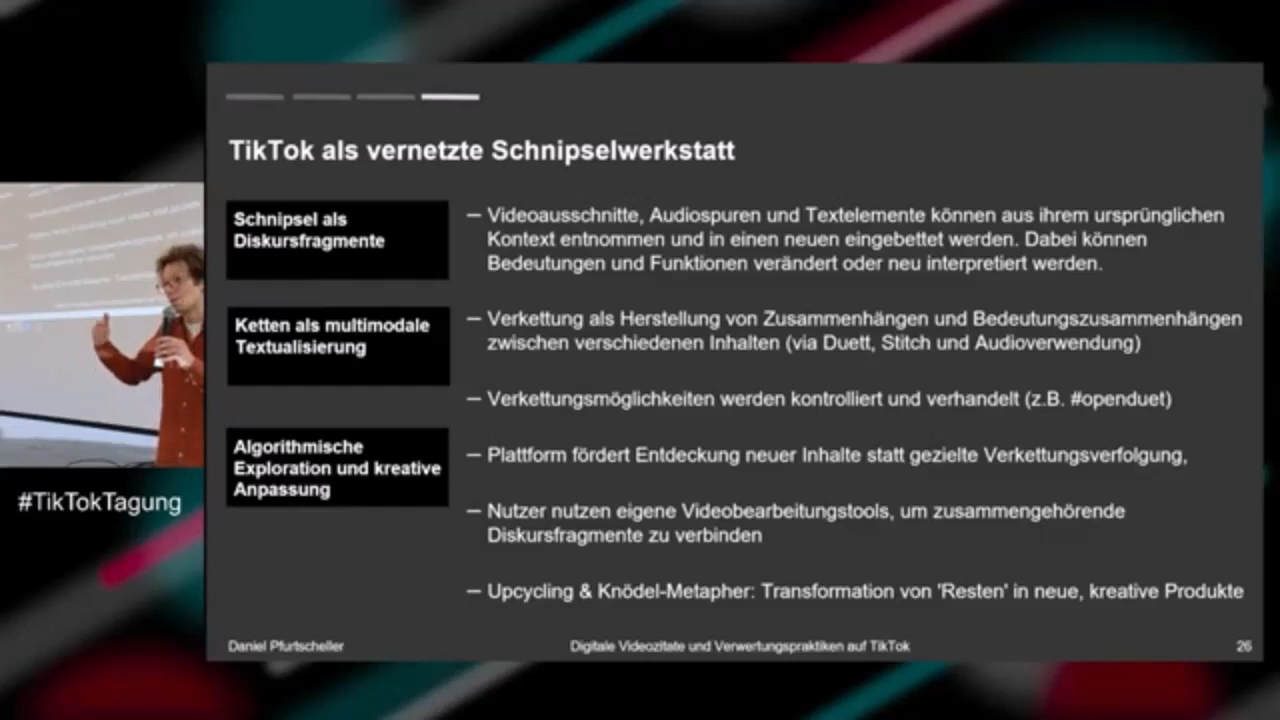 TikTok als vernetzte Schnipselwerkstatt
Schnipsel als
Diskursfragmente
— Videoausschnitte, Audiospuren und Textelemente können aus ihrem ursprünglichen
Kontext entnommen und in einen neuen eingebettet werden. Dabei können
Bedeutungen und Funktionen verändert oder neu interpretiert werden.
Ketten als multimodale
Textualisierung
— Verkettung als Herstellung von Zusammenhängen und Bedeutungszusammenhängen
zwischen verschiedenen Inhalten (via Duett, Stitch und Audioverwendung)
— Verkettungsmöglichkeiten werden kontrolliert und verhandelt (z.B. #openduet)
Algorithmische
Exploration und kreative
Anpassung
— Plattform fördert Entdeckung neuer Inhalte statt gezielte Verkettungsverfolgung,
— Nutzer nutzen eigene Videobearbeitungstools, um zusammengehörende
Diskursfragmente zu verbinden
— Upcycling & Knödel-Metapher: Transformation von 'Resten' in neue, kreative Produkte
#TikTokTagung
Daniel Pfurtscheller
Digitale Videozitate und Verwertungspraktiken auf TikTok
26